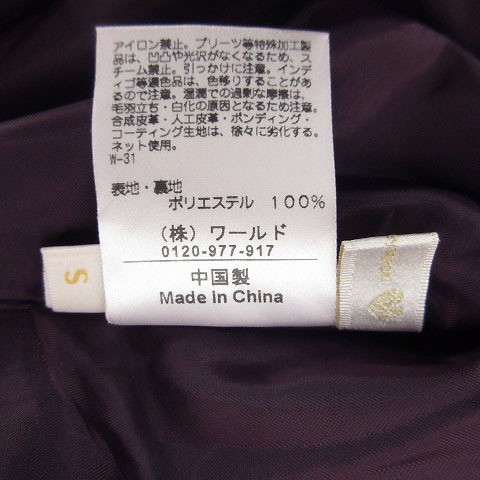 アイロン禁止。プリーツ等特殊加工製
品は、凹凸や光沢がなくなるため、ス
チーム禁止。引っかけに注意。インデ
ィゴ等濃色品は、色移りすることがあ
るので注意。湿潤での過剰な摩擦は、
毛羽立ち・白化の原因となるため注意。
合成皮革・人工皮革・ボンディング・
コーティング生地は、徐々に劣化する。
ネット使用。
W-31
表地・裏地
ポリエステル 100%
(株) ワールド
0120-977-917
中国製
Made in China
S